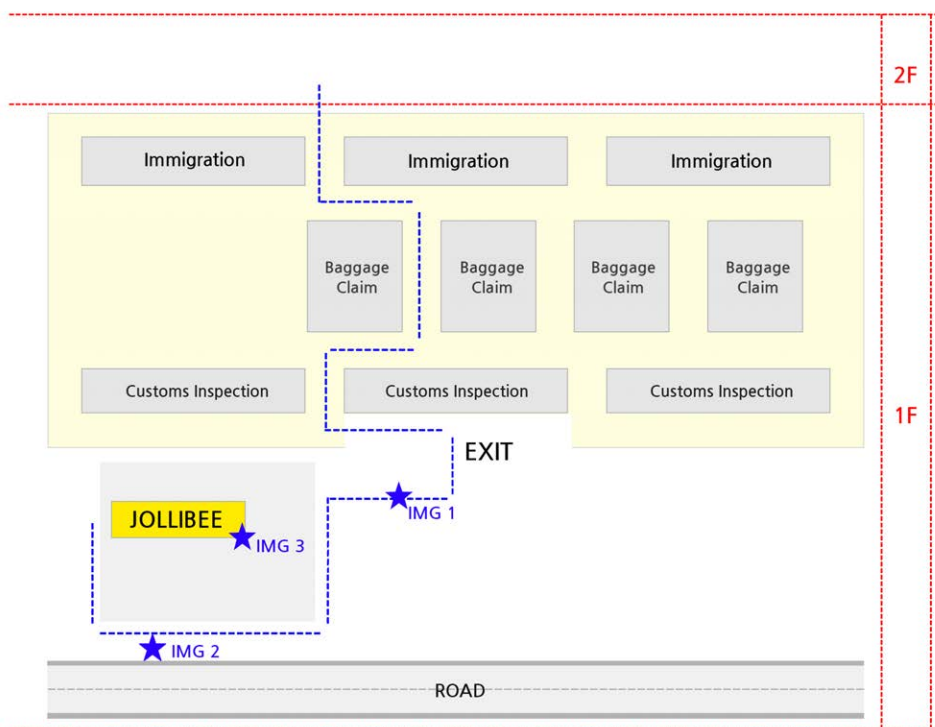 2F
Immigration
Immigration
Immigration
Baggage
Claim
Baggage
Claim
Baggage
Claim
Baggage
Claim
Customs Inspection
Customs Inspection
Customs Inspection
1F
EXIT
IMG 1
JOLLIBEE
IMG 3
IMG 2
ROAD